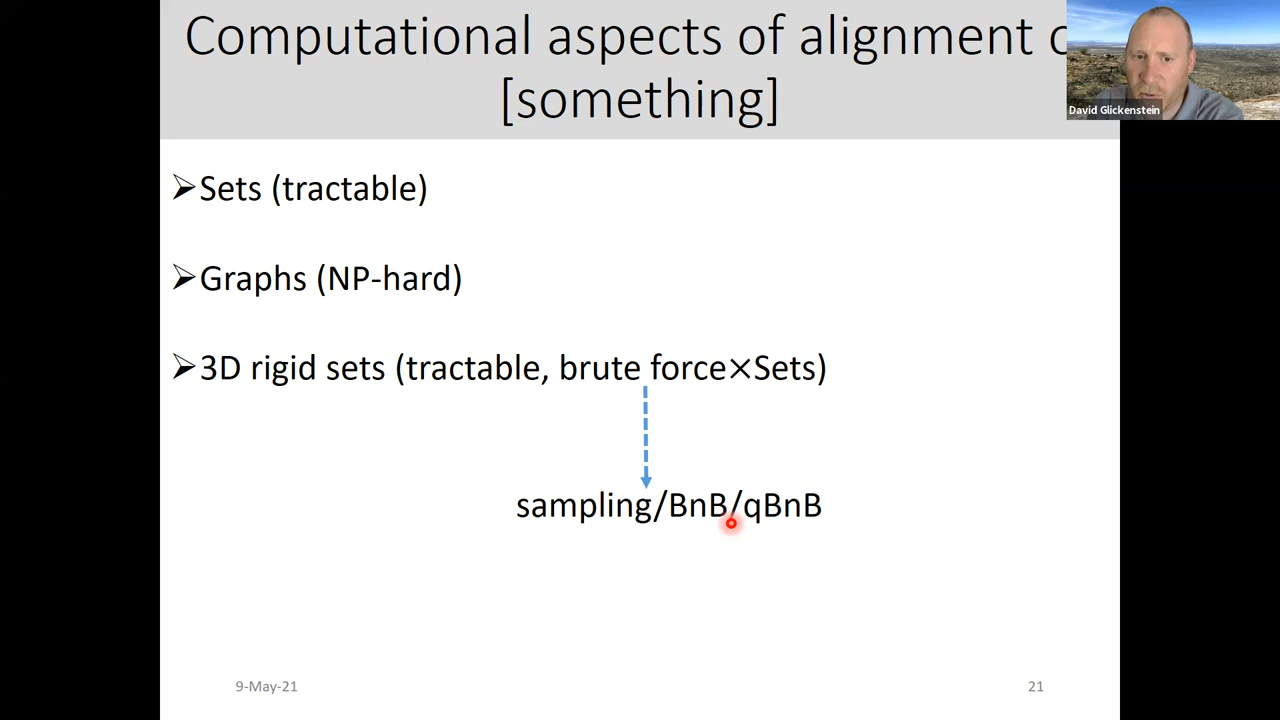 Computational aspects of alignment
[something]
David Glickenstein
➢Sets (tractable)
➢Graphs (NP-hard)
➢3D rigid sets (tractable, brute force×Sets)
sampling/BnB/qBnB
9-May-21
21